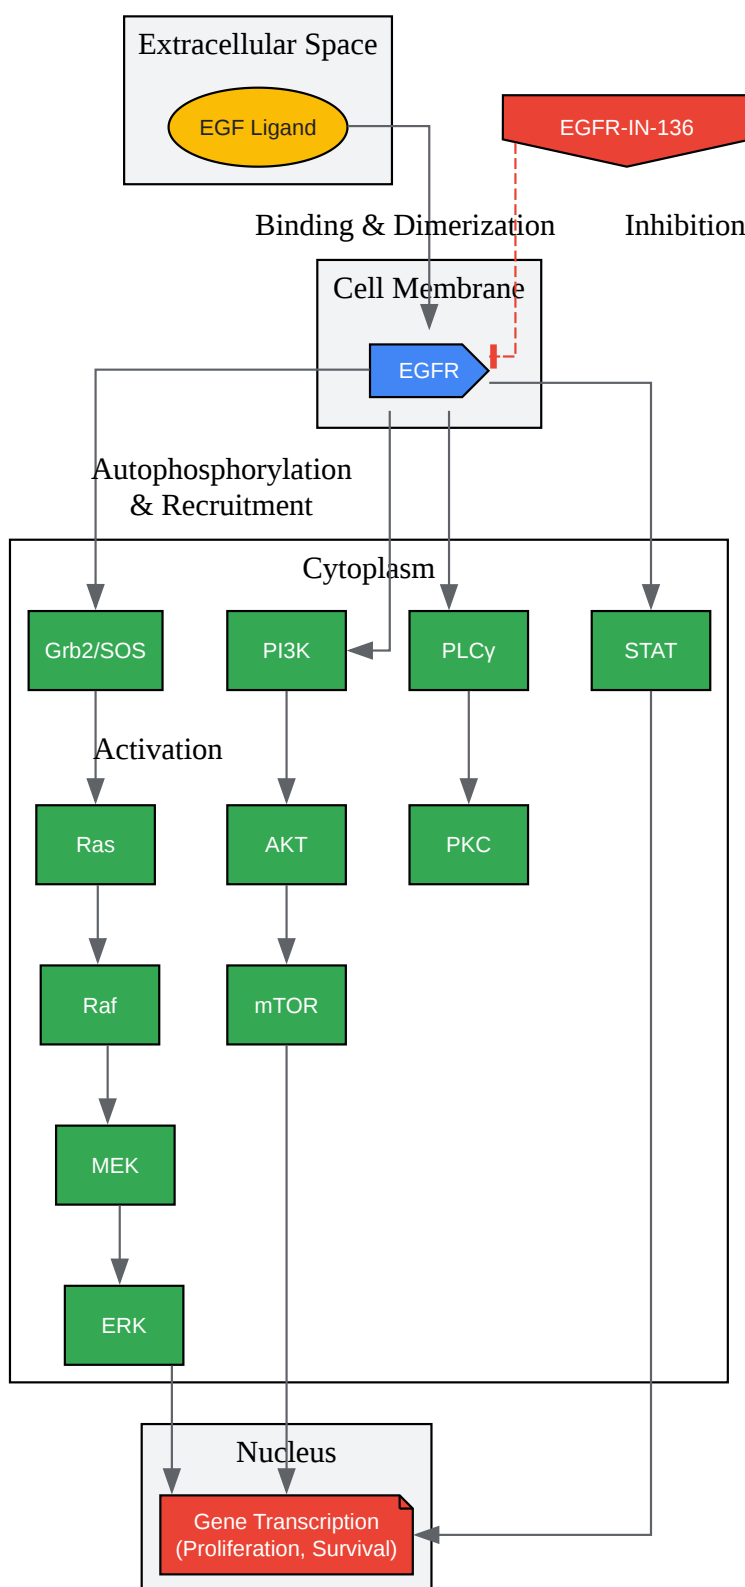 Extracellular Space
EGF Ligand
EGFR-IN-136
Binding & Dimerization
Inhibition
Cell Membrane
EGFR
Autophosphorylation
& Recruitment
Cytoplasm
Grb2/SOS
PI3K
PLCγ
STAT
Activation
Ras
AKT
PKC
Raf
mTOR
MEK
ERK
Nucleus
Gene Transcription
(Proliferation, Survival)